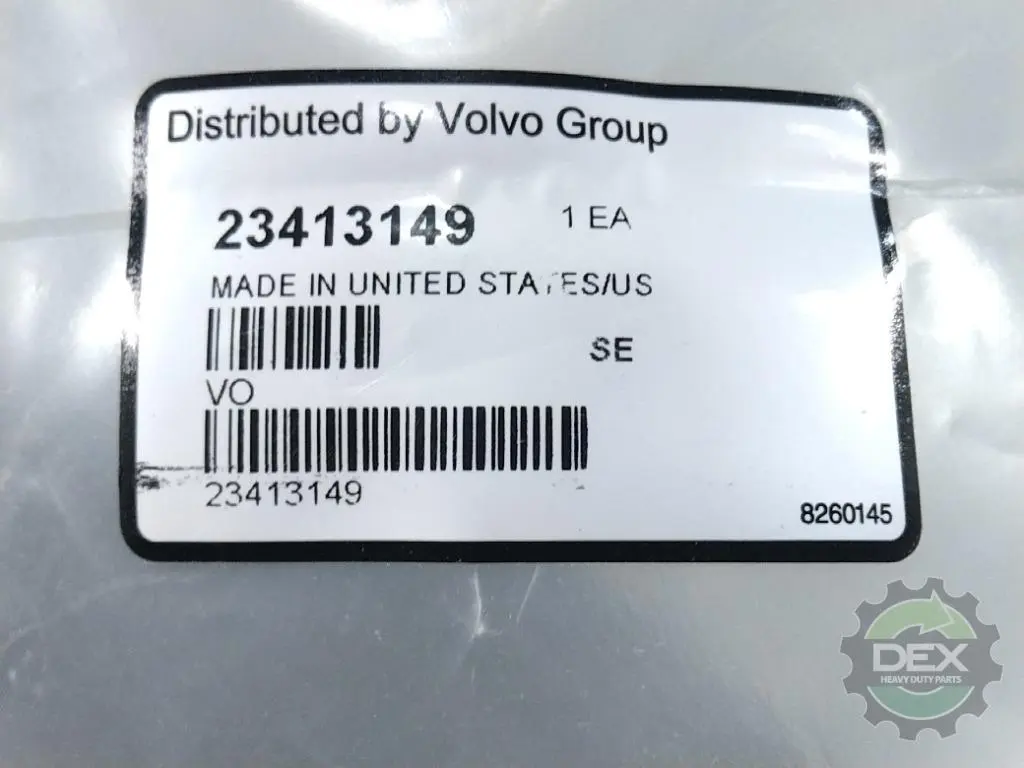 Distributed by Volvo Group
23413149 1 EA
MADE IN UNITED STATES/US
SE
VO
23413149
8260145
DEX
HEAVY DUTY PARTS